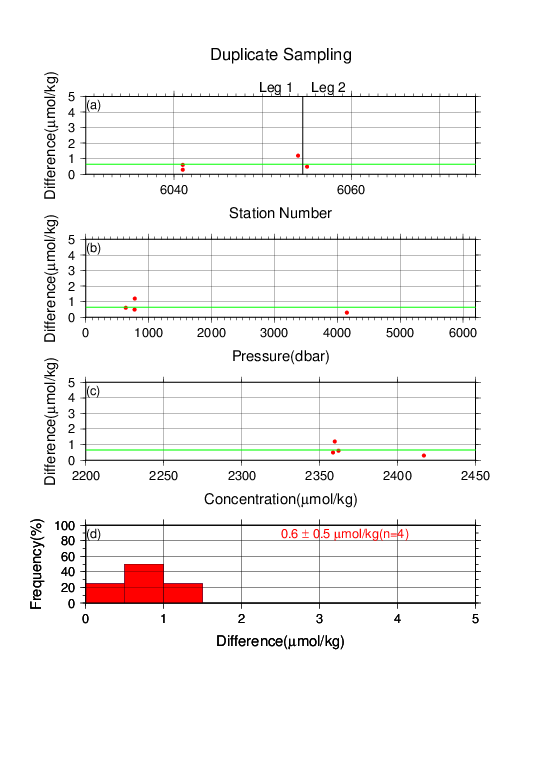 Duplicate Sampling
Leg 1 Leg 2
(a)
Difference(μmol/kg)
5
4
3
2
1
0
6040 6060
Station Number
(b)
Difference(μmol/kg)
5
4
3
2
1
0
0 1000 2000 3000 4000 5000 6000
Pressure(dbar)
(c)
Difference(μmol/kg)
5
4
3
2
1
0
2200 2250 2300 2350 2400 2450
Concentration(μmol/kg)
(d)
0.6 ± 0.5 μmol/kg(n=4)
Frequency(%)
100
80
60
40
20
0
0 1 2 3 4 5
Difference(μmol/kg)